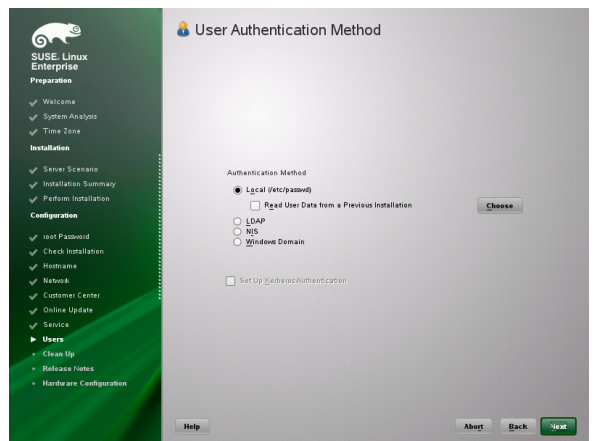 SUSE Linux
Enterprise
Preparation
Welcome
System Analysis
Time Zone
Installation
Server Scenario
Installation Summary
Perform Installation
Configuration
root Password
Check Installation
Hostname
Network
Customer Center
Online Update
Service
Users
Clean Up
Release Notes
Hardware Configuration
User Authentication Method
Authentication Method
Local (/etc/passwd)
Read User Data from a Previous Installation
Choose
LDAP
NIS
Windows Domain
Set Up Kerberos Authentication
Help
Abort
Back
Next